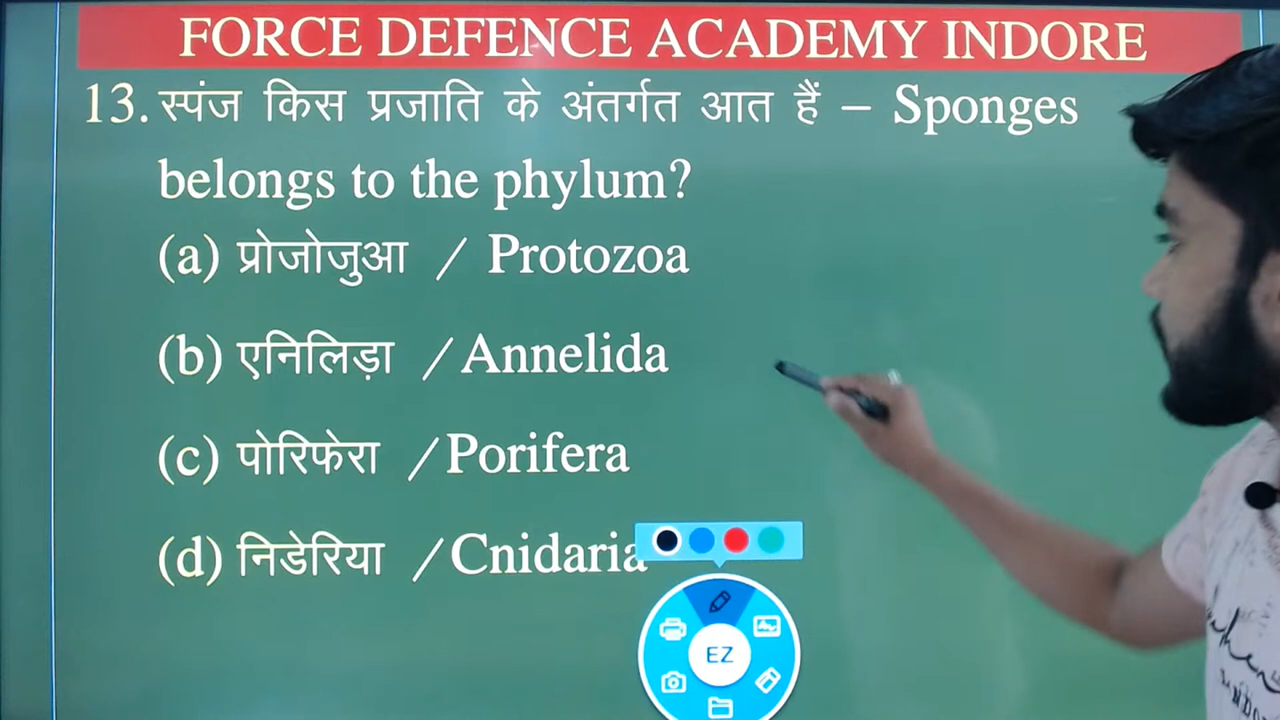 FORCE DEFENCE ACADEMY INDORE
13. स्पंज किस प्रजाति के अंतर्गत आत हैं – Sponges
belongs to the phylum?
(a) प्रोजोजुआ / Protozoa
(b) एनिलिड़ा / Annelida
(c) पोरिफेरा / Porifera
(d) निडेरिया / Cnidaria
EZ